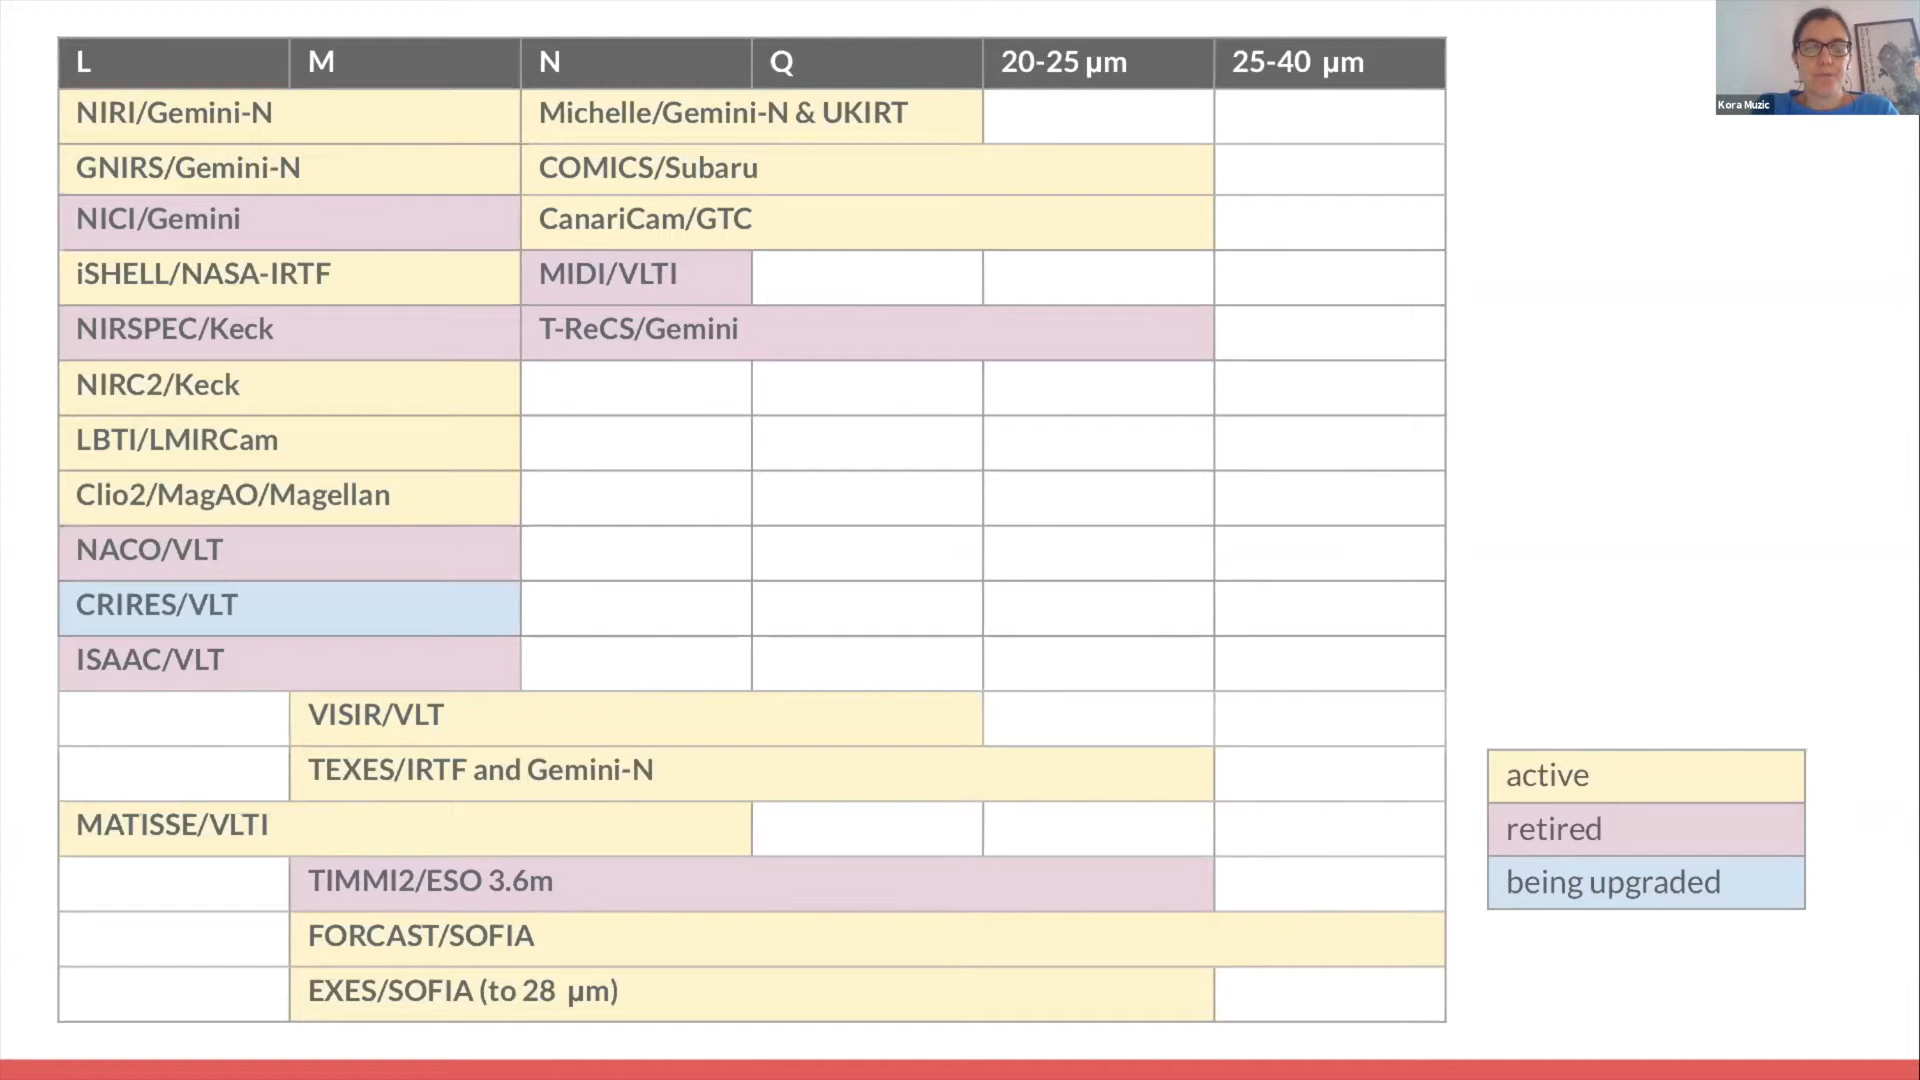 L M N Q 20-25 µm 25-40 µm
NIRI/Gemini-N Michelle/Gemini-N & UKIRT
GNIRS/Gemini-N COMICS/Subaru
NICI/Gemini CanariCam/GTC
iSHELL/NASA-IRTF MIDI/VLTI
NIRSPEC/Keck T-ReCS/Gemini
NIRC2/Keck
LBTI/LMIRCam
Clio2/MagAO/Magellan
NACO/VLT
CRIRES/VLT
ISAAC/VLT
VISIR/VLT
TEXES/IRTF and Gemini-N
MATISSE/VLTI
TIMMI2/ESO 3.6m
FORCAST/SOFIA
EXES/SOFIA (to 28 µm)
active
retired
being upgraded
Kora Muzic